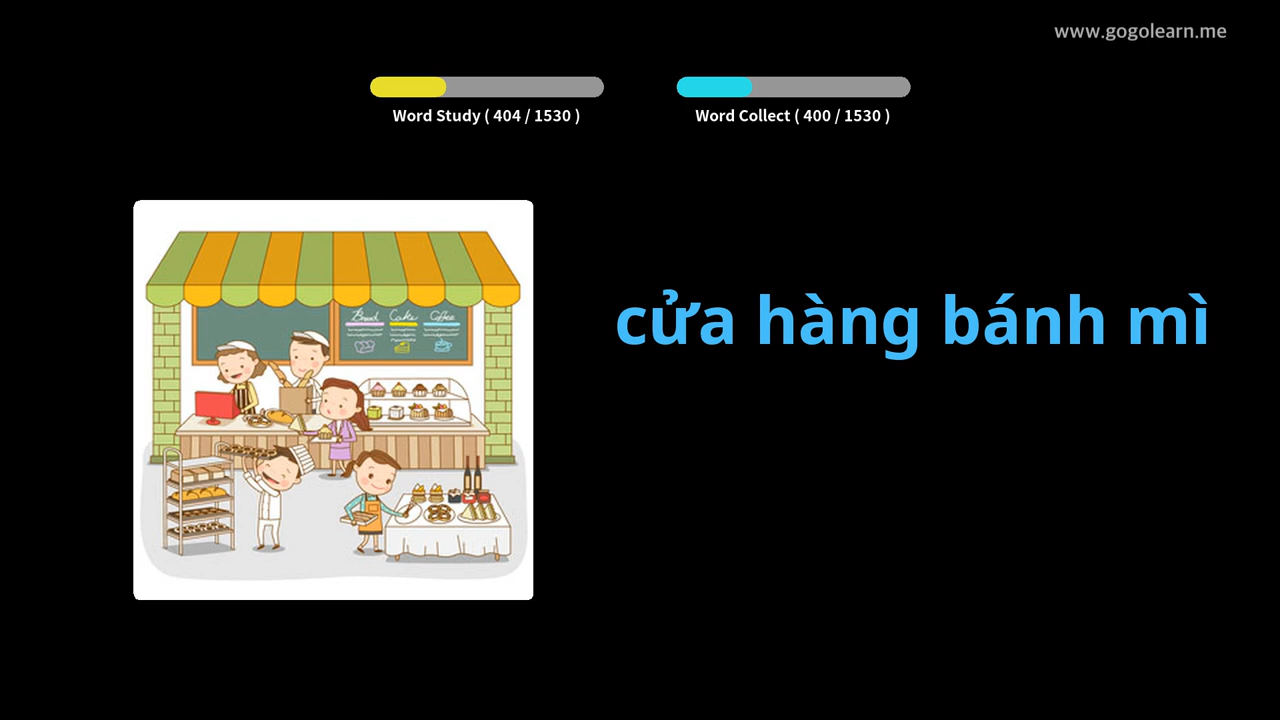 www.gogolearn.me
Word Study ( 404 / 1530 )
Word Collect ( 400 / 1530 )
Bread Cake Coffee
cửa hàng bánh mì